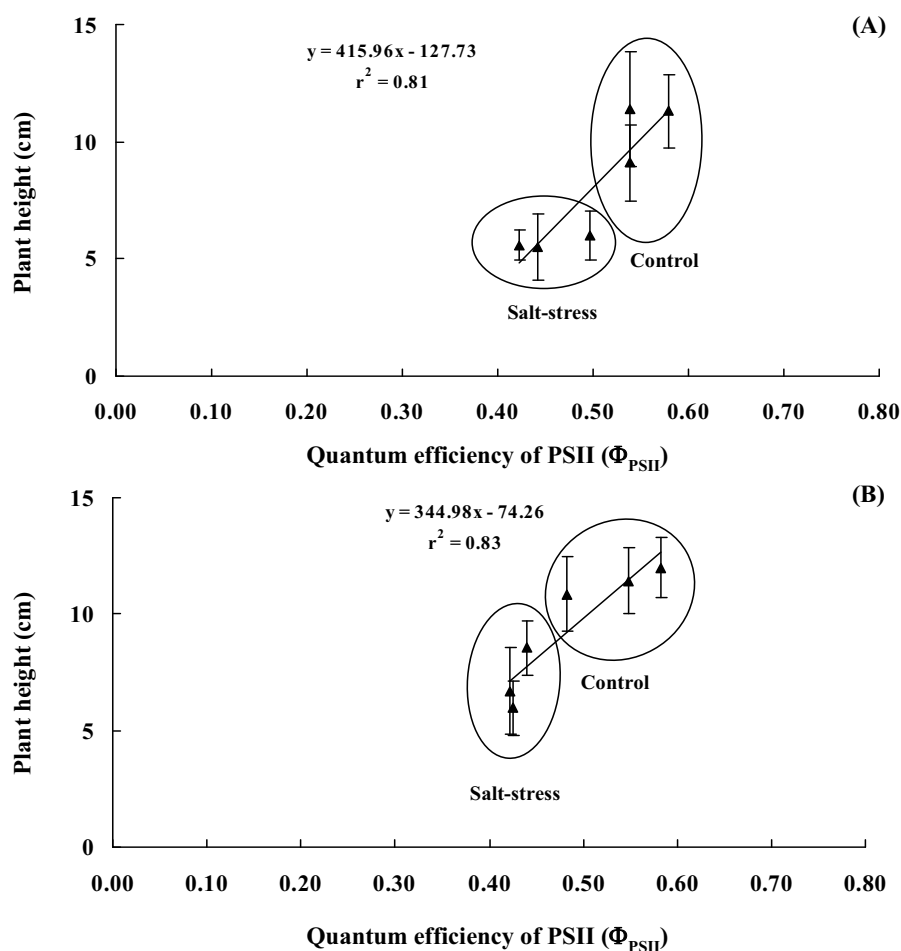 (A)
y = 415.96x - 127.73
r² = 0.81
15
10
5
0
Plant height (cm)
Control
Salt-stress
0.00 0.10 0.20 0.30 0.40 0.50 0.60 0.70 0.80
Quantum efficiency of PSII (Φ_PSII)
(B)
y = 344.98x - 74.26
r² = 0.83
15
10
5
0
Plant height (cm)
Control
Salt-stress
0.00 0.10 0.20 0.30 0.40 0.50 0.60 0.70 0.80
Quantum efficiency of PSII (Φ_PSII)